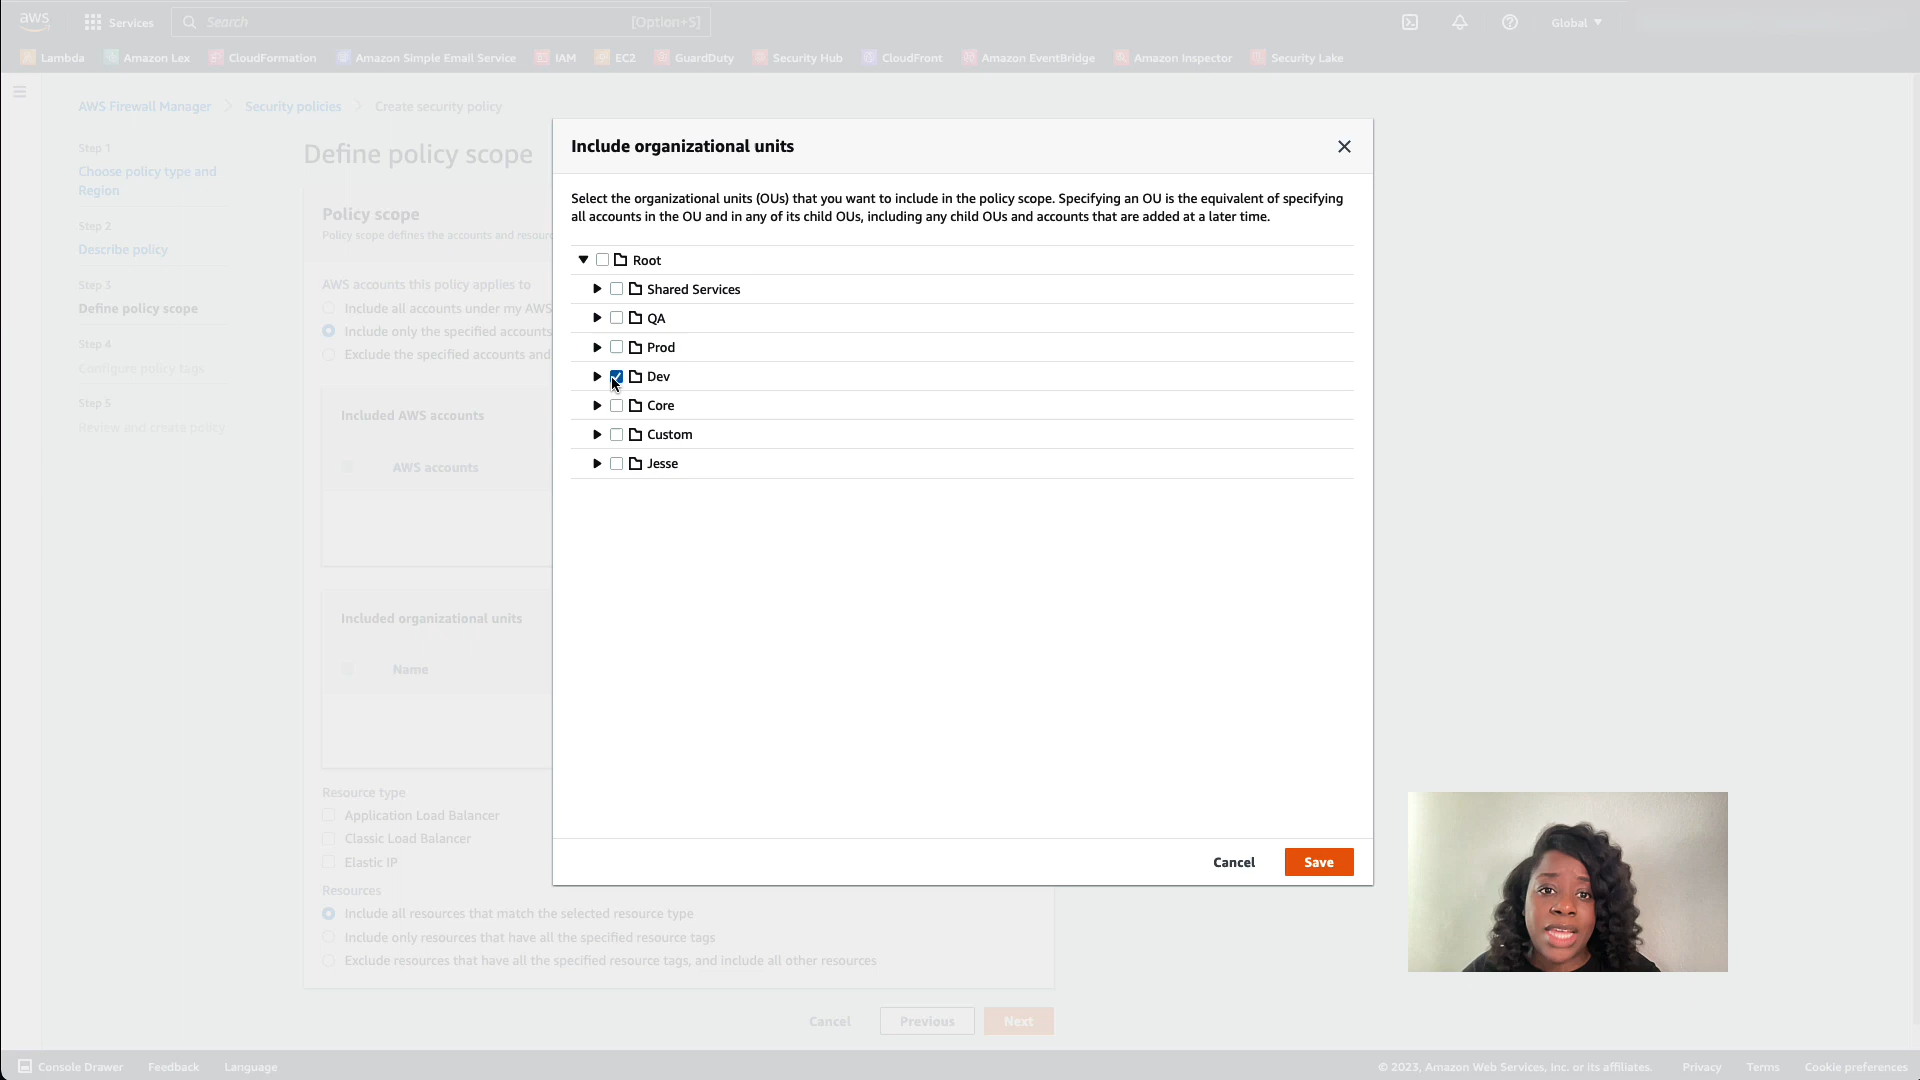 aws
Services
Search
[Option+S]
Global
Lambda
Amazon Lex
CloudFormation
Amazon Simple Email Service
IAM
EC2
GuardDuty
Security Hub
CloudFront
Amazon EventBridge
Amazon Inspector
Security Lake
AWS Firewall Manager
Security policies
Create security policy
Step 1
Choose policy type and
Region
Step 2
Describe policy
Step 3
Define policy scope
Step 4
Configure policy tags
Step 5
Review and create policy
Define policy scope
Policy scope
Policy scope defines the accounts and
AWS accounts this policy applies to
Include all accounts under my AWS
Include only the specified accounts
Exclude the specified accounts and
Included AWS accounts
AWS accounts
Included organizational units
Name
Resource type
Application Load Balancer
Classic Load Balancer
Elastic IP
Resources
Include all resources that match the selected resource type
Include only resources that have all the specified resource tags
Exclude resources that have all the specified resource tags, and include all other resources
Cancel
Previous
Next
Include organizational units
Select the organizational units (OUs) that you want to include in the policy scope. Specifying an OU is the equivalent of specifying
all accounts in the OU and in any of its child OUs, including any child OUs and accounts that are added at a later time.
Root
Shared Services
QA
Prod
Dev
Core
Custom
Jesse
Cancel
Save
Console Drawer
Feedback
Language
© 2023, Amazon Web Services, Inc. or its affiliates.
Privacy
Terms
Cookie preferences